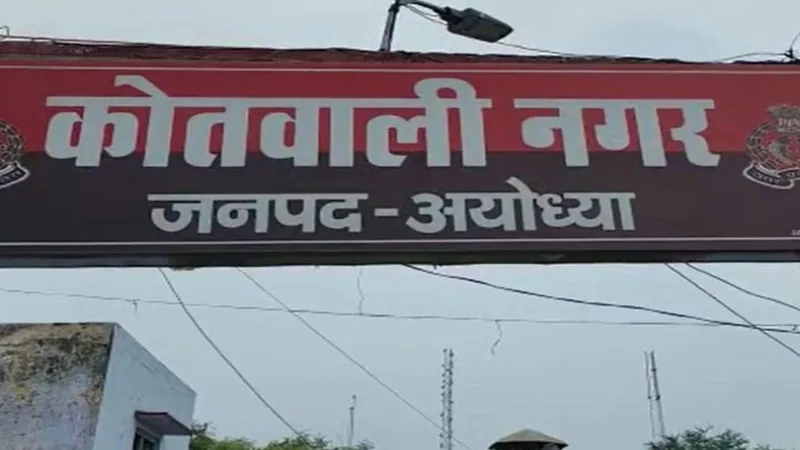 कोतवाली नगर
जनपद - अयोध्या